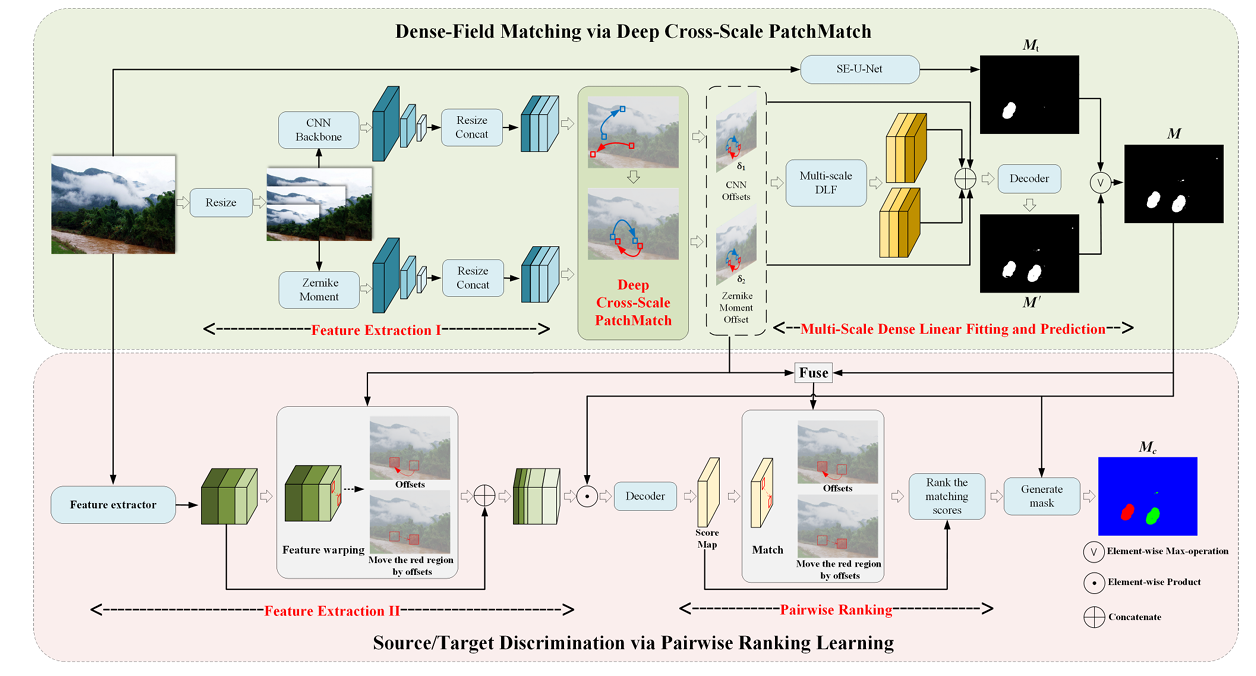 Dense-Field Matching via Deep Cross-Scale PatchMatch
Mt
SE-U-Net
CNN
Backbone
Resize
Concat
M
δ1
CNN
Offsets
Multi-scale
DLF
Decoder
V
Resize
Zernike
Moment
Resize
Concat
Deep
Cross-Scale
PatchMatch
δ2
Zernike
Moment
Offset
M'
Feature Extraction I
Multi-Scale Dense Linear Fitting and Prediction
Fuse
Mc
Feature extractor
Offsets
Feature warping
Move the red region
by offsets
Decoder
Score
Map
Match
Offsets
Move the red region
by offsets
Rank the
matching
scores
Generate
mask
V
Element-wise Max-operation
Element-wise Product
Concatenate
Feature Extraction II
Pairwise Ranking
Source/Target Discrimination via Pairwise Ranking Learning